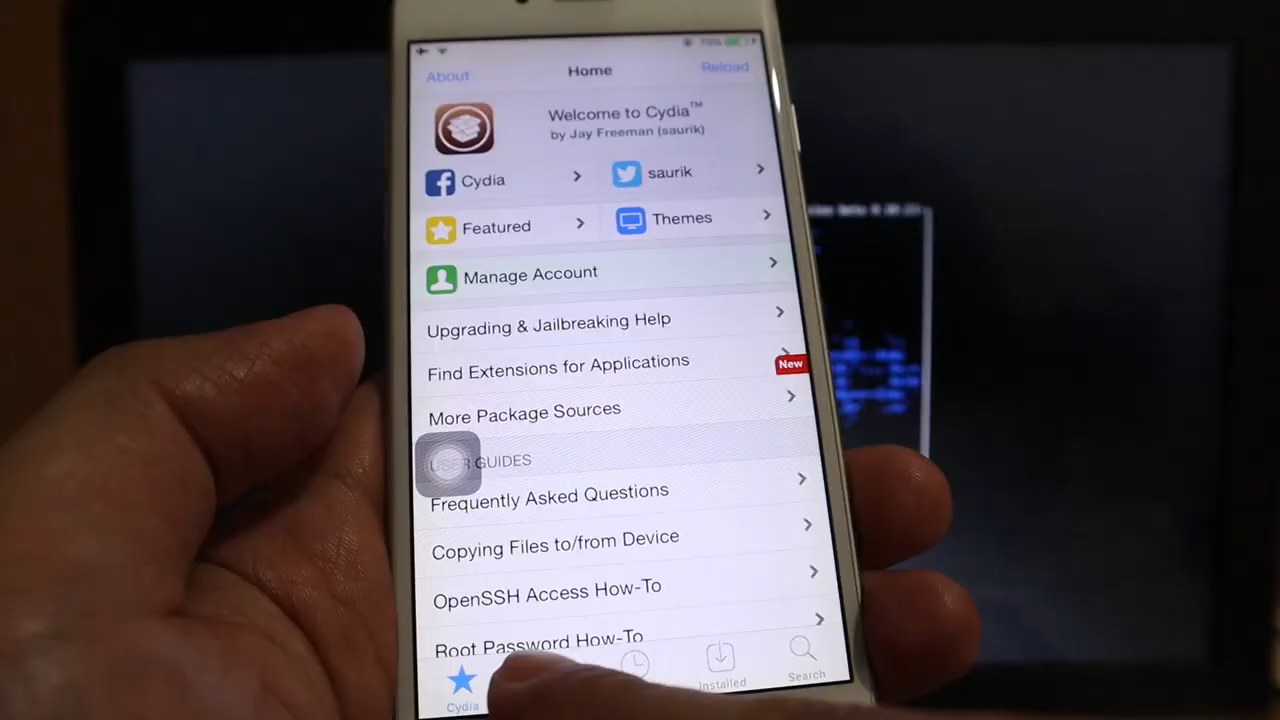 About
Home
Reload
Welcome to Cydia™
by Jay Freeman (saurik)
Cydia
saurik
Featured
Themes
Manage Account
Upgrading & Jailbreaking Help
Find Extensions for Applications
New
More Package Sources
USER GUIDES
Frequently Asked Questions
Copying Files to/from Device
OpenSSH Access How-To
Root Password How-To
Cydia
Installed
Search